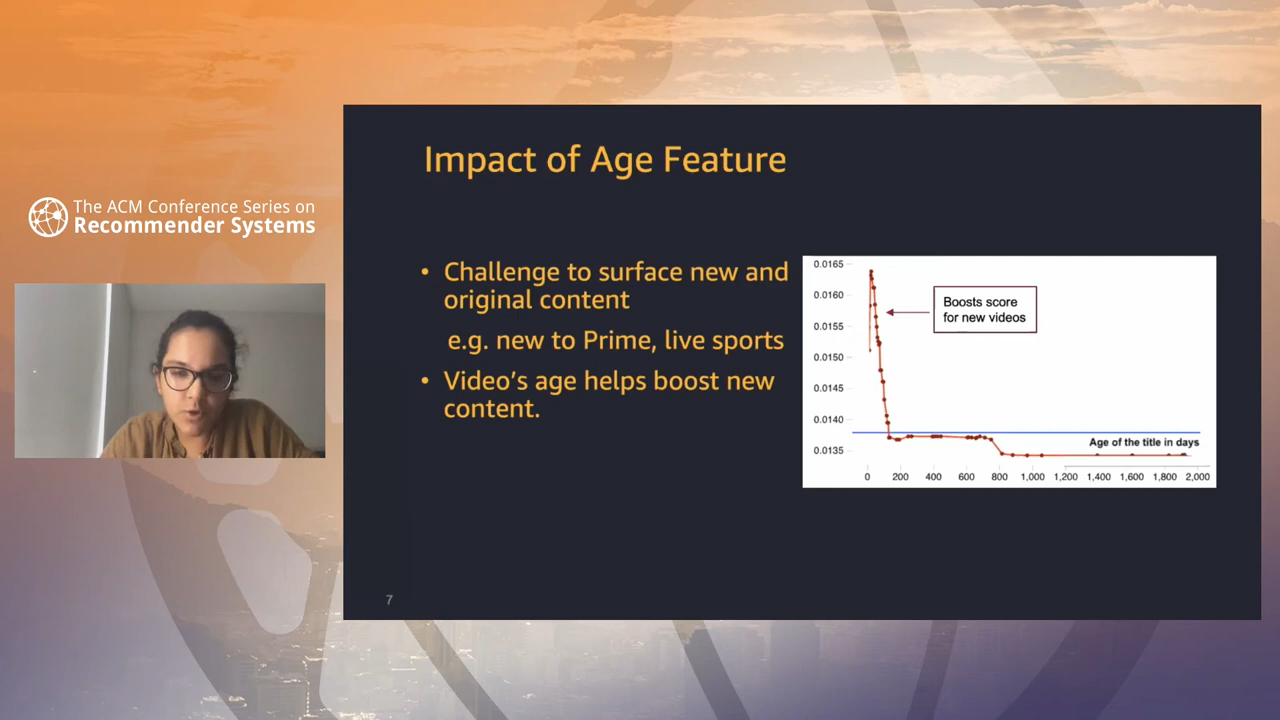 The ACM Conference Series on
Recommender Systems
Impact of Age Feature
• Challenge to surface new and
original content
e.g. new to Prime, live sports
• Video’s age helps boost new
content.
0.0165
0.0160
0.0155
0.0150
0.0145
0.0140
0.0135
Boosts score
for new videos
Age of the title in days
0 200 400 600 800 1,000 1,200 1,400 1,600 1,800 2,000
7